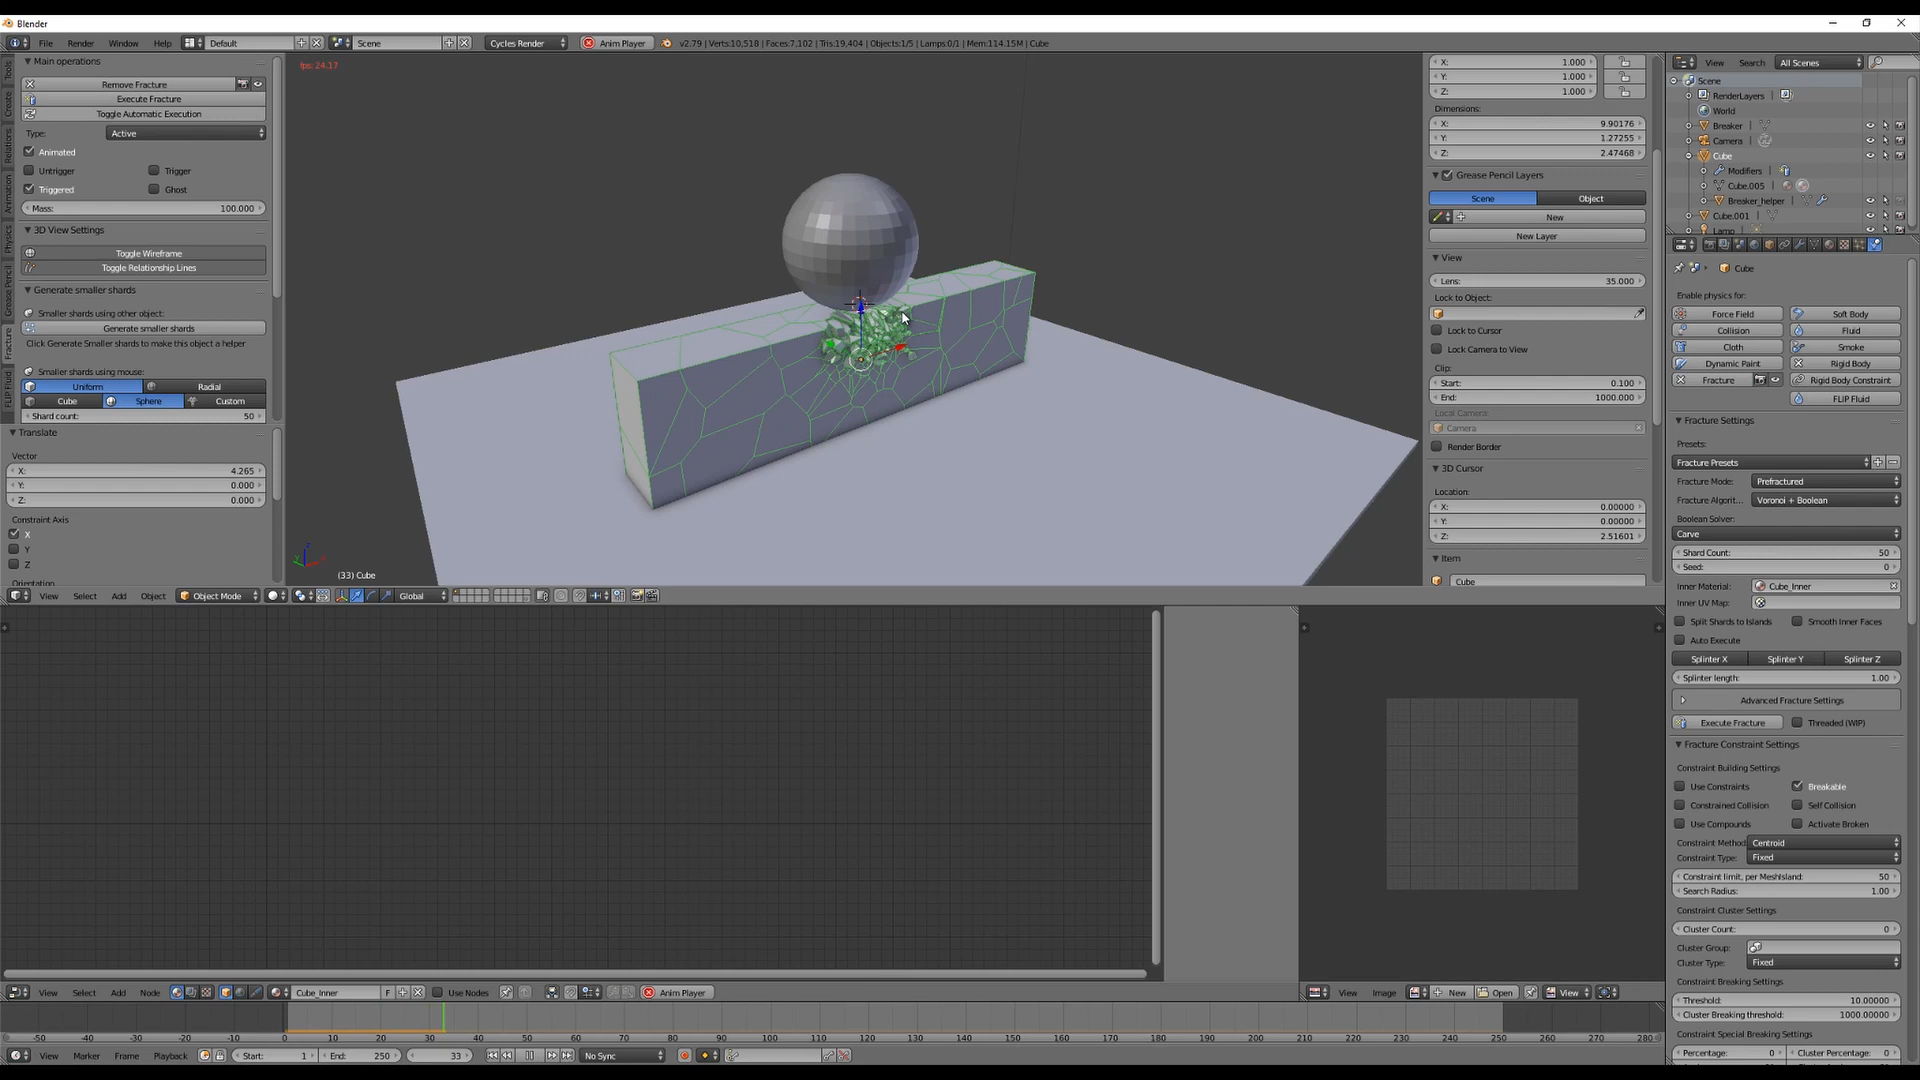 Blender
File Render Window Help Default Scene Cycles Render Anim Player v2.79 | Verts:10,518 | Faces:7,102 | Tris:19,404 | Objects:1/5 | Lamps:0/1 | Mem:114.15M | Cube
Tools
Create
Relations
Animation
Physics
Grease Pencil
Fracture
FLIP Fluid
Main operations
Remove Fracture
Execute Fracture
Toggle Automatic Execution
Type: Active
Animated
Untrigger Trigger
Triggered Ghost
Mass: 100.000
3D View Settings
Toggle Wireframe
Toggle Relationship Lines
Generate smaller shards
Smaller shards using other object:
Generate smaller shards
Click Generate Smaller shards to make this object a helper
Smaller shards using mouse:
Uniform Radial
Cube Sphere Custom
Shard count: 50
Translate
Vector
X: 4.265
Y: 0.000
Z: 0.000
Constraint Axis
X
Y
Z
Orientation
fps: 24.17
(33) Cube
View Select Add Object Object Mode Global
X: 1.000
Y: 1.000
Z: 1.000
Dimensions:
X: 9.90176
Y: 1.27255
Z: 2.47468
Grease Pencil Layers
Scene Object
New
New Layer
View
Lens: 35.000
Lock to Object:
Lock to Cursor
Lock Camera to View
Clip:
Start: 0.100
End: 1000.000
Local Camera:
Camera
Render Border
3D Cursor
Location:
X: 0.00000
Y: 0.00000
Z: 2.51601
Item
Cube
View Search All Scenes
Scene
RenderLayers
World
Breaker
Camera
Cube
Modifiers
Cube.005
Breaker_helper
Cube.001
Lamp
Cube
Enable physics for:
Force Field Soft Body
Collision Fluid
Cloth Smoke
Dynamic Paint Rigid Body
Fracture Rigid Body Constraint
FLIP Fluid
Fracture Settings
Presets:
Fracture Presets
Fracture Mode: Prefractured
Fracture Algorit... Voronoi + Boolean
Boolean Solver:
Carve
Shard Count: 50
Seed: 0
Inner Material: Cube_Inner
Inner UV Map:
Split Shards to Islands Smooth Inner Faces
Auto Execute
Splinter X Splinter Y Splinter Z
Splinter length: 1.00
Advanced Fracture Settings
Execute Fracture Threaded (WIP)
Fracture Constraint Settings
Constraint Building Settings
Use Constraints Breakable
Constrained Collision Self Collision
Use Compounds Activate Broken
Constraint Method: Centroid
Constraint Type: Fixed
Constraint limit, per MeshIsland: 50
Search Radius: 1.00
Constraint Cluster Settings
Cluster Count: 0
Cluster Group:
Cluster Type: Fixed
Constraint Breaking Settings
Threshold: 10.00000
Cluster Breaking threshold: 1000.00000
Constraint Special Breaking Settings
Percentage: 0 Cluster Percentage: 0
View Select Add Node Cube_Inner F Use Nodes Anim Player
View Image New Open View
-50 -40 -30 -20 -10 0 10 20 30 40 50 60 70 80 90 100 110 120 130 140 150 160 170 180 190 200 210 220 230 240 250 260 270 280
View Marker Frame Playback Start: 1 End: 250 33 No Sync